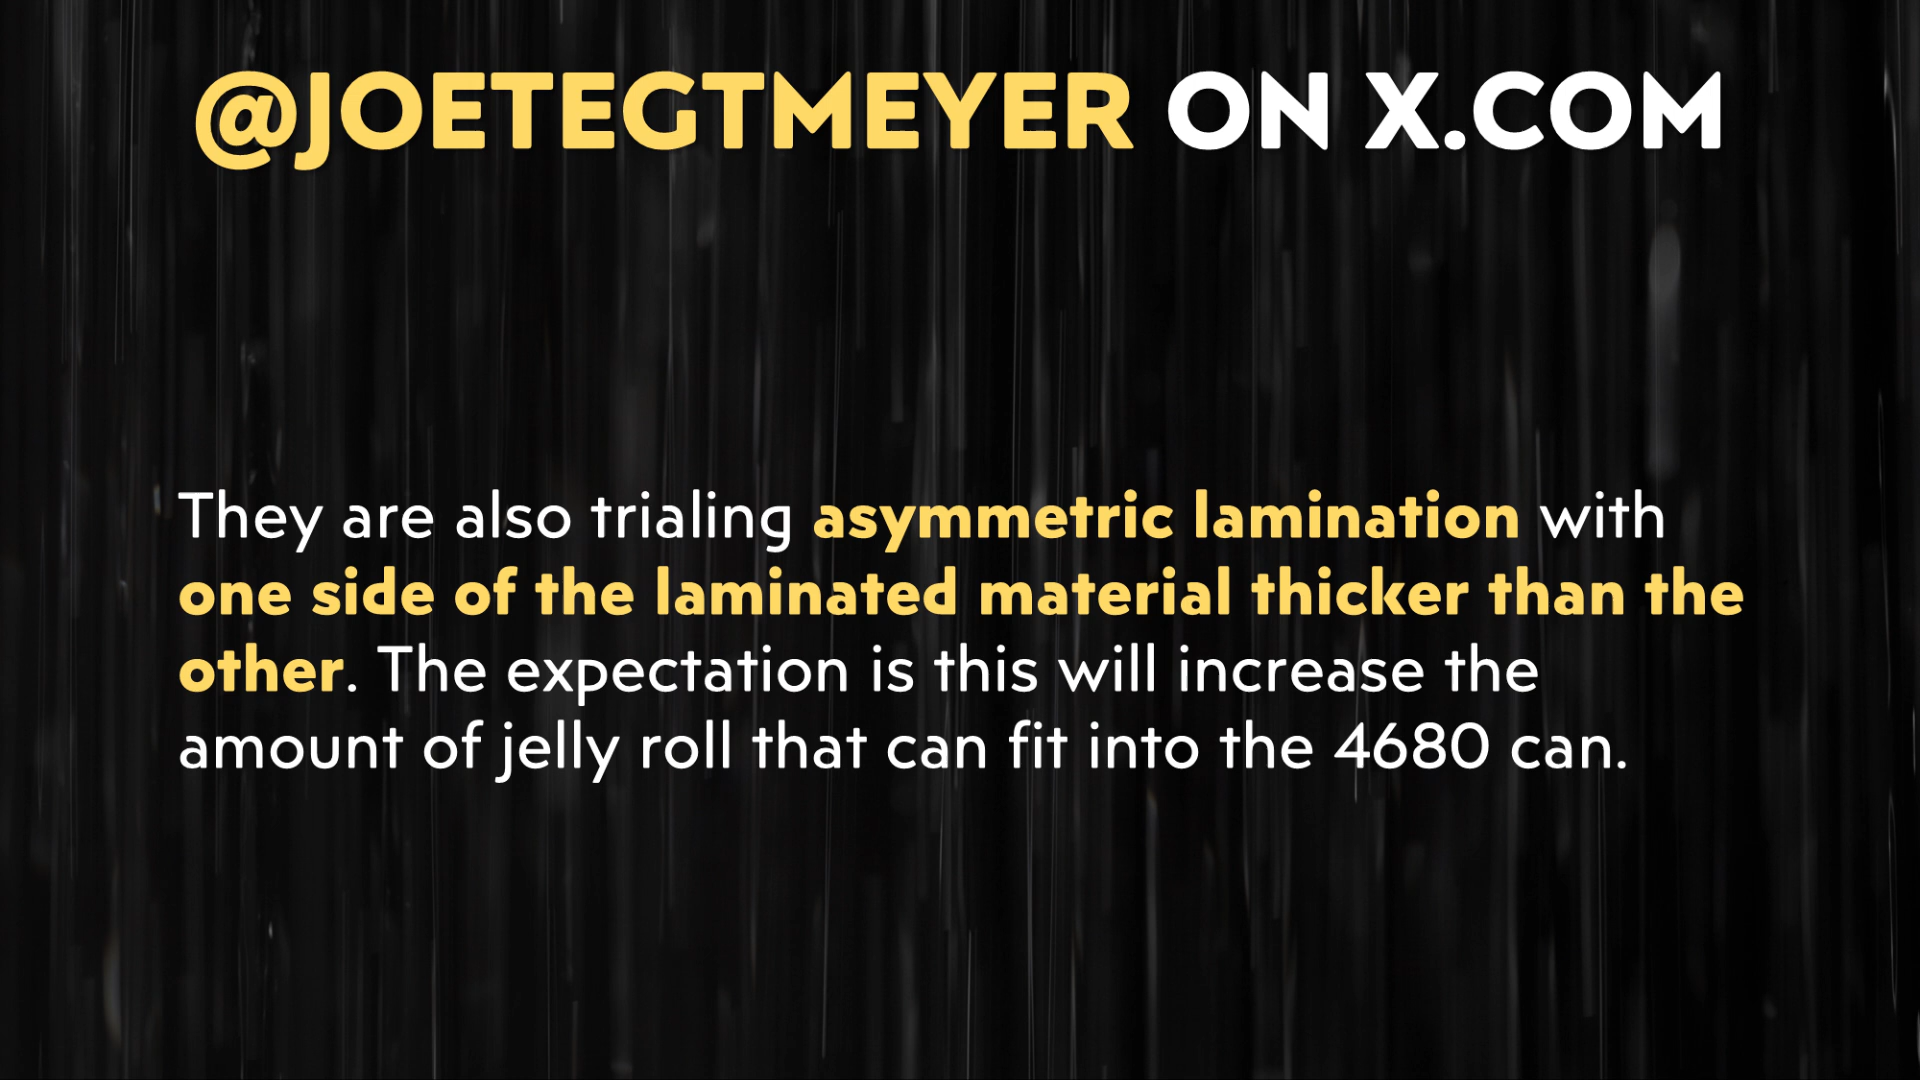 @JOETEGTMEYER ON X.COM
They are also trialing asymmetric lamination with
one side of the laminated material thicker than the
other. The expectation is this will increase the
amount of jelly roll that can fit into the 4680 can.